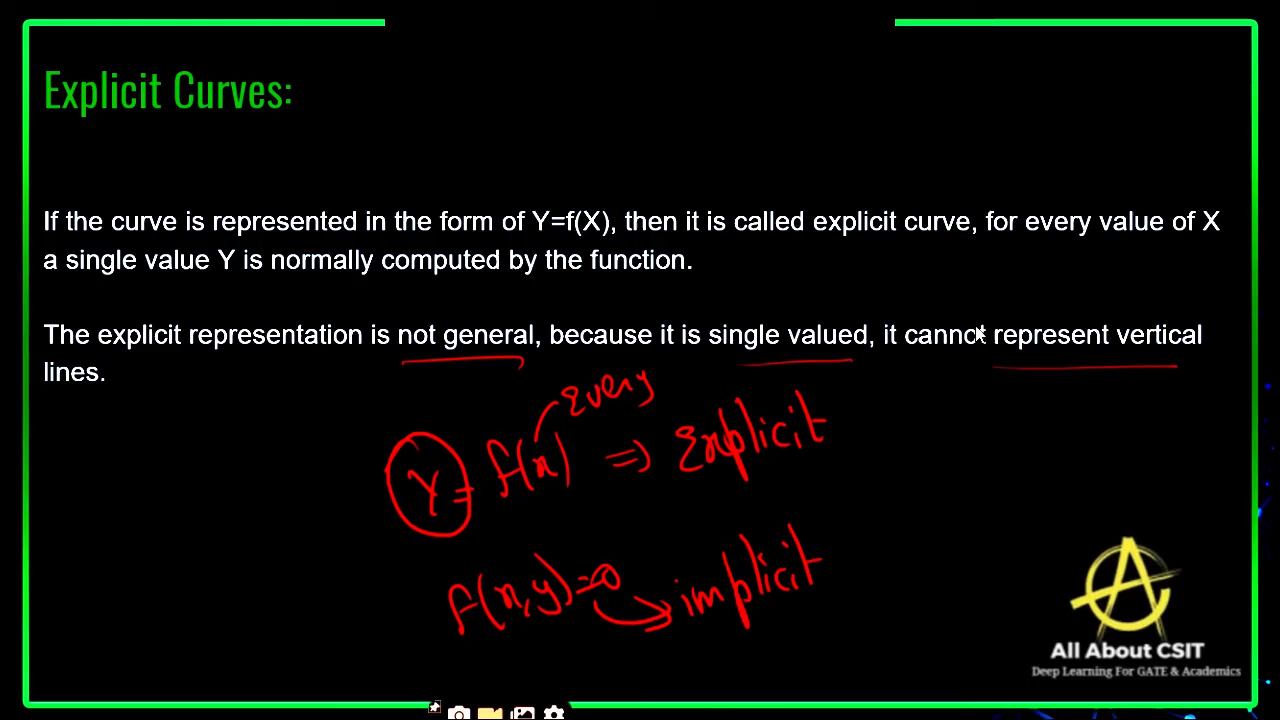 Explicit Curves:
If the curve is represented in the form of Y=f(X), then it is called explicit curve, for every value of X
a single value Y is normally computed by the function.
The explicit representation is not general, because it is single valued, it cannot represent vertical
lines.
every
Y = f(x) ⇒ Explicit
f(x,y)=0 → implicit
All About CSIT
Deep Learning For GATE & Academics